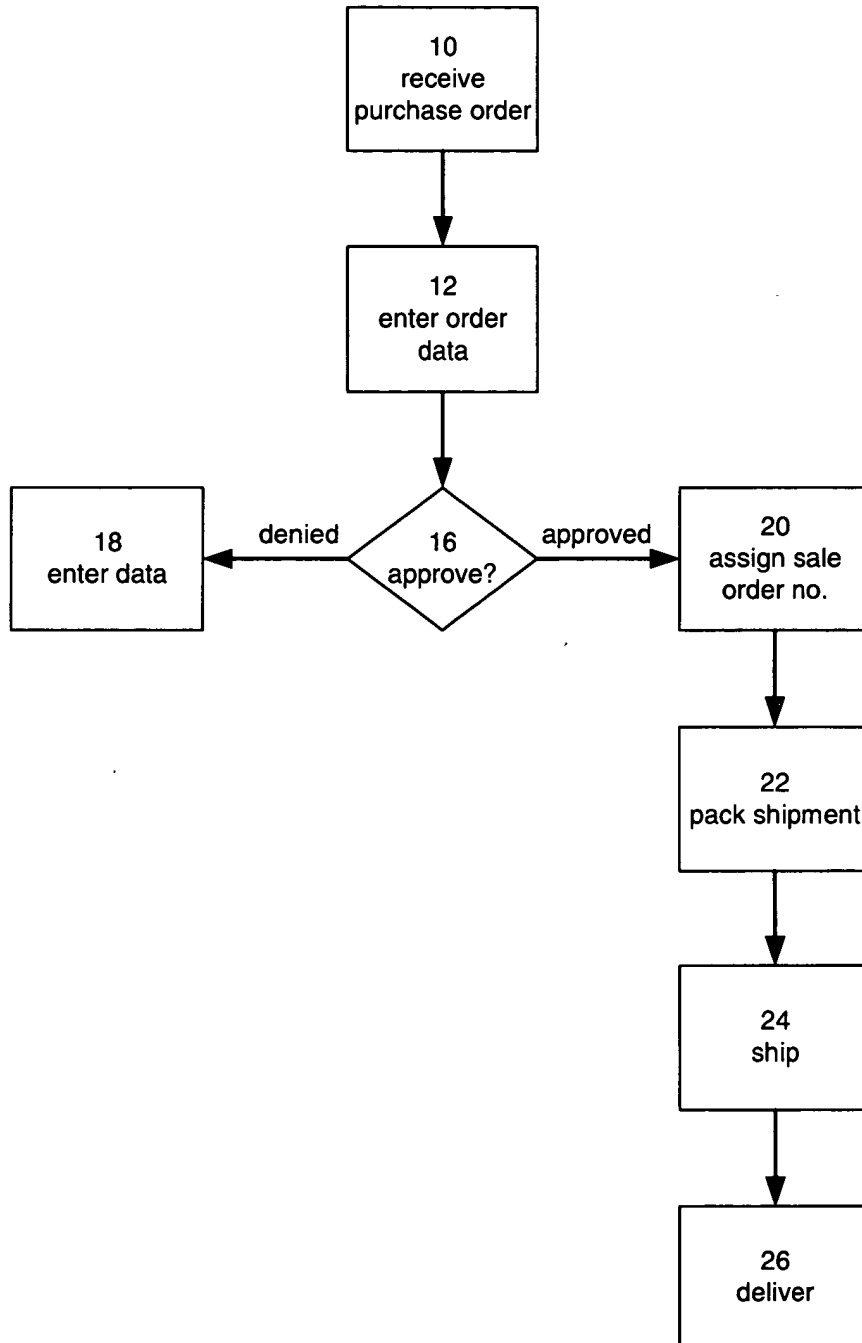 10
receive
purchase order
12
enter order
data
denied
16
approve?
approved
18
enter data
20
assign sale
order no.
22
pack shipment
24
ship
26
deliver